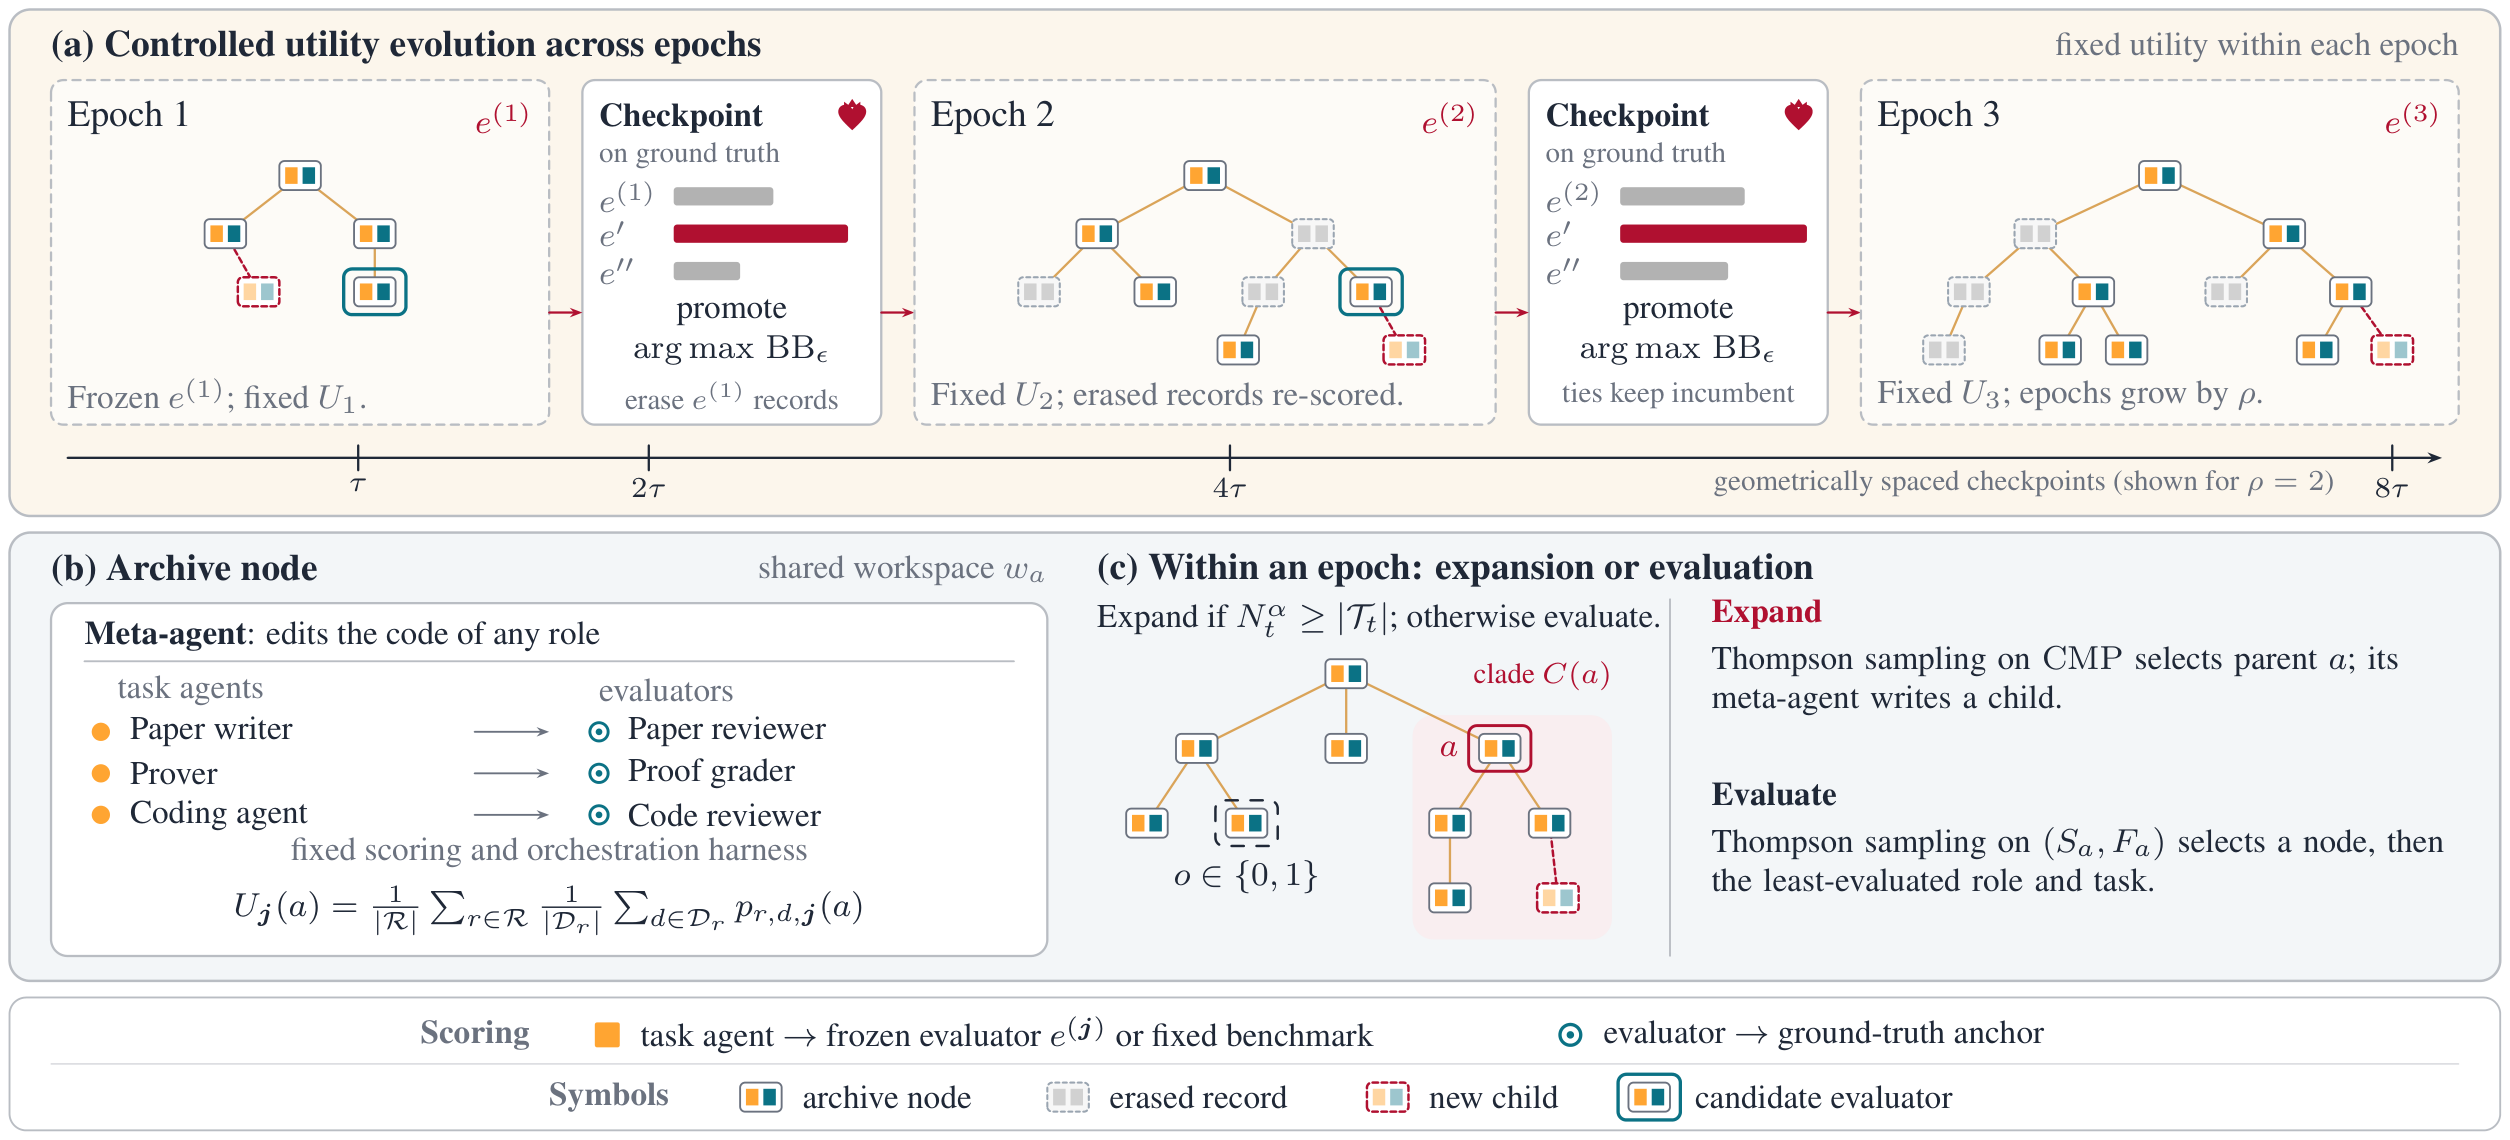 (a) Controlled utility evolution across epochs
fixed utility within each epoch
Epoch 1
e^{(1)}
Frozen e^{(1)}; fixed U_1.
Checkpoint
on ground truth
e^{(1)}
e′
e″
promote
arg max BB_ϵ
erase e^{(1)} records
Epoch 2
e^{(2)}
Fixed U_2; erased records re-scored.
Checkpoint
on ground truth
e^{(2)}
e′
e″
promote
arg max BB_ϵ
ties keep incumbent
Epoch 3
e^{(3)}
Fixed U_3; epochs grow by ρ.
τ
2τ
4τ
geometrically spaced checkpoints (shown for ρ = 2)
8τ
(b) Archive node
shared workspace w_a
Meta-agent: edits the code of any role
task agents
evaluators
Paper writer → Paper reviewer
Prover → Proof grader
Coding agent → Code reviewer
fixed scoring and orchestration harness
U_j(a) = \frac{1}{|ℛ|} ∑_{r∈ℛ} \frac{1}{|𝒟_r|} ∑_{d∈𝒟_r} p_{r,d,j}(a)
(c) Within an epoch: expansion or evaluation
Expand if N_t^α ≥ |𝒯_t|; otherwise evaluate.
clade C(a)
a
o ∈ {0, 1}
Expand
Thompson sampling on CMP selects parent a; its
meta-agent writes a child.
Evaluate
Thompson sampling on (S_a, F_a) selects a node, then
the least-evaluated role and task.
Scoring
task agent → frozen evaluator e^{(j)} or fixed benchmark
evaluator → ground-truth anchor
Symbols
archive node
erased record
new child
candidate evaluator